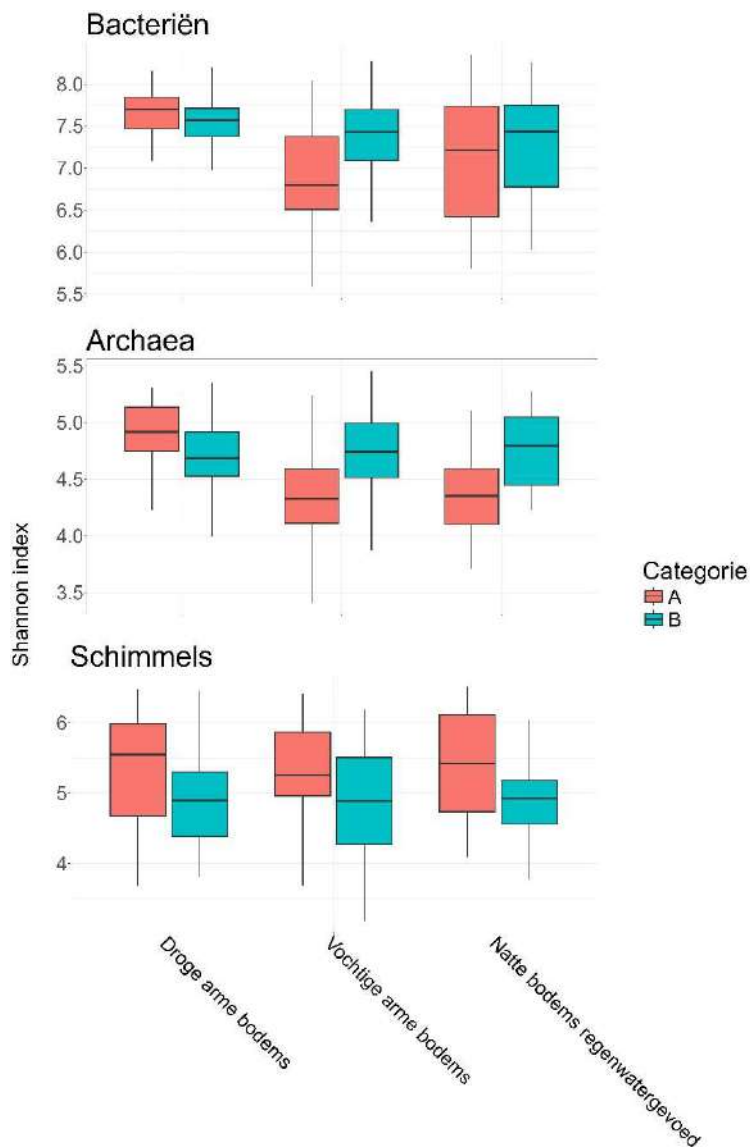 Bacteriën
8.0
7.5
7.0
6.5
6.0
5.5
Archaea
5.5
5.0
4.5
4.0
3.5
Shannon index
Categorie
A
B
Schimmels
6
5
4
Droge arme bodems
Vochtige arme bodems
Natte bodems regenwatergevoed